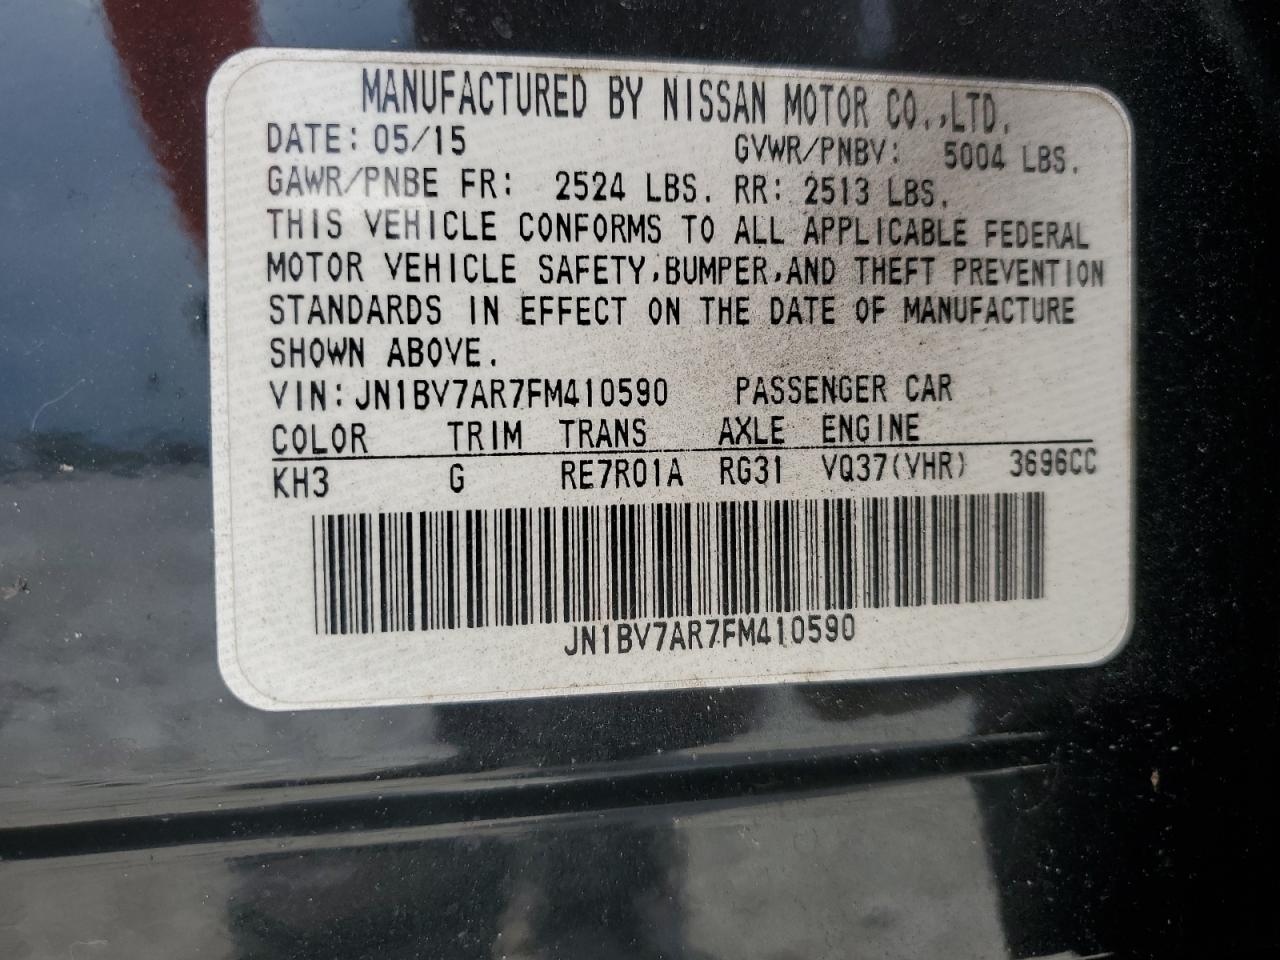 MANUFACTURED BY NISSAN MOTOR CO.,LTD.
DATE: 05/15 GVWR/PNBV: 5004 LBS.
GAWR/PNBE FR: 2524 LBS. RR: 2513 LBS.
THIS VEHICLE CONFORMS TO ALL APPLICABLE FEDERAL
MOTOR VEHICLE SAFETY,BUMPER,AND THEFT PREVENTION
STANDARDS IN EFFECT ON THE DATE OF MANUFACTURE
SHOWN ABOVE.
VIN:JN1BV7AR7FM410590 PASSENGER CAR
COLOR TRIM TRANS AXLE ENGINE
KH3 G RE7R01A RG31 VQ37(VHR) 3696CC
JN1BV7AR7FM410590